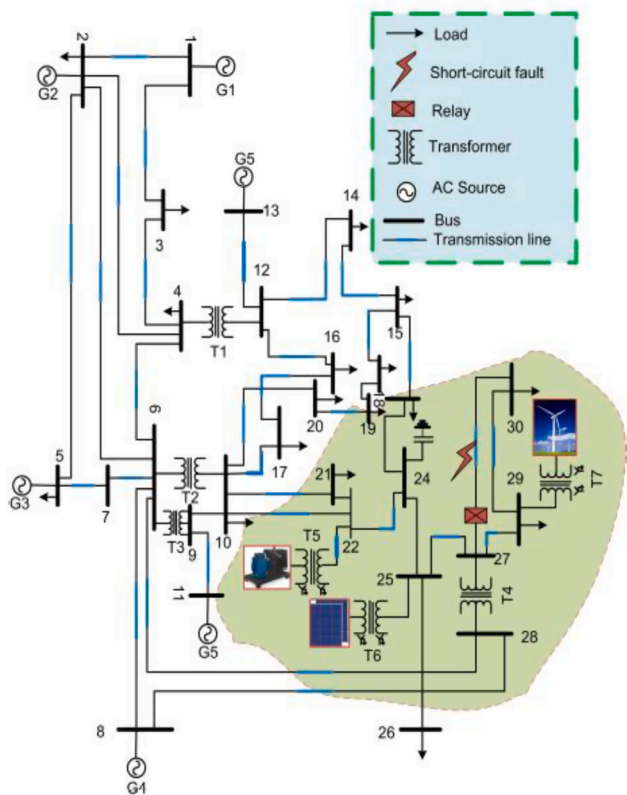 Load
Short-circuit fault
Relay
Transformer
AC Source
Bus
Transmission line
2
1
G2
G1
G5
14
13
3
12
4
15
16
T1
18
30
20
19
6
17
24
29
T7
5
21
T2
G3
7
T3
10
22
T5
27
9
25
T4
11
T6
28
G5
8
26
G4